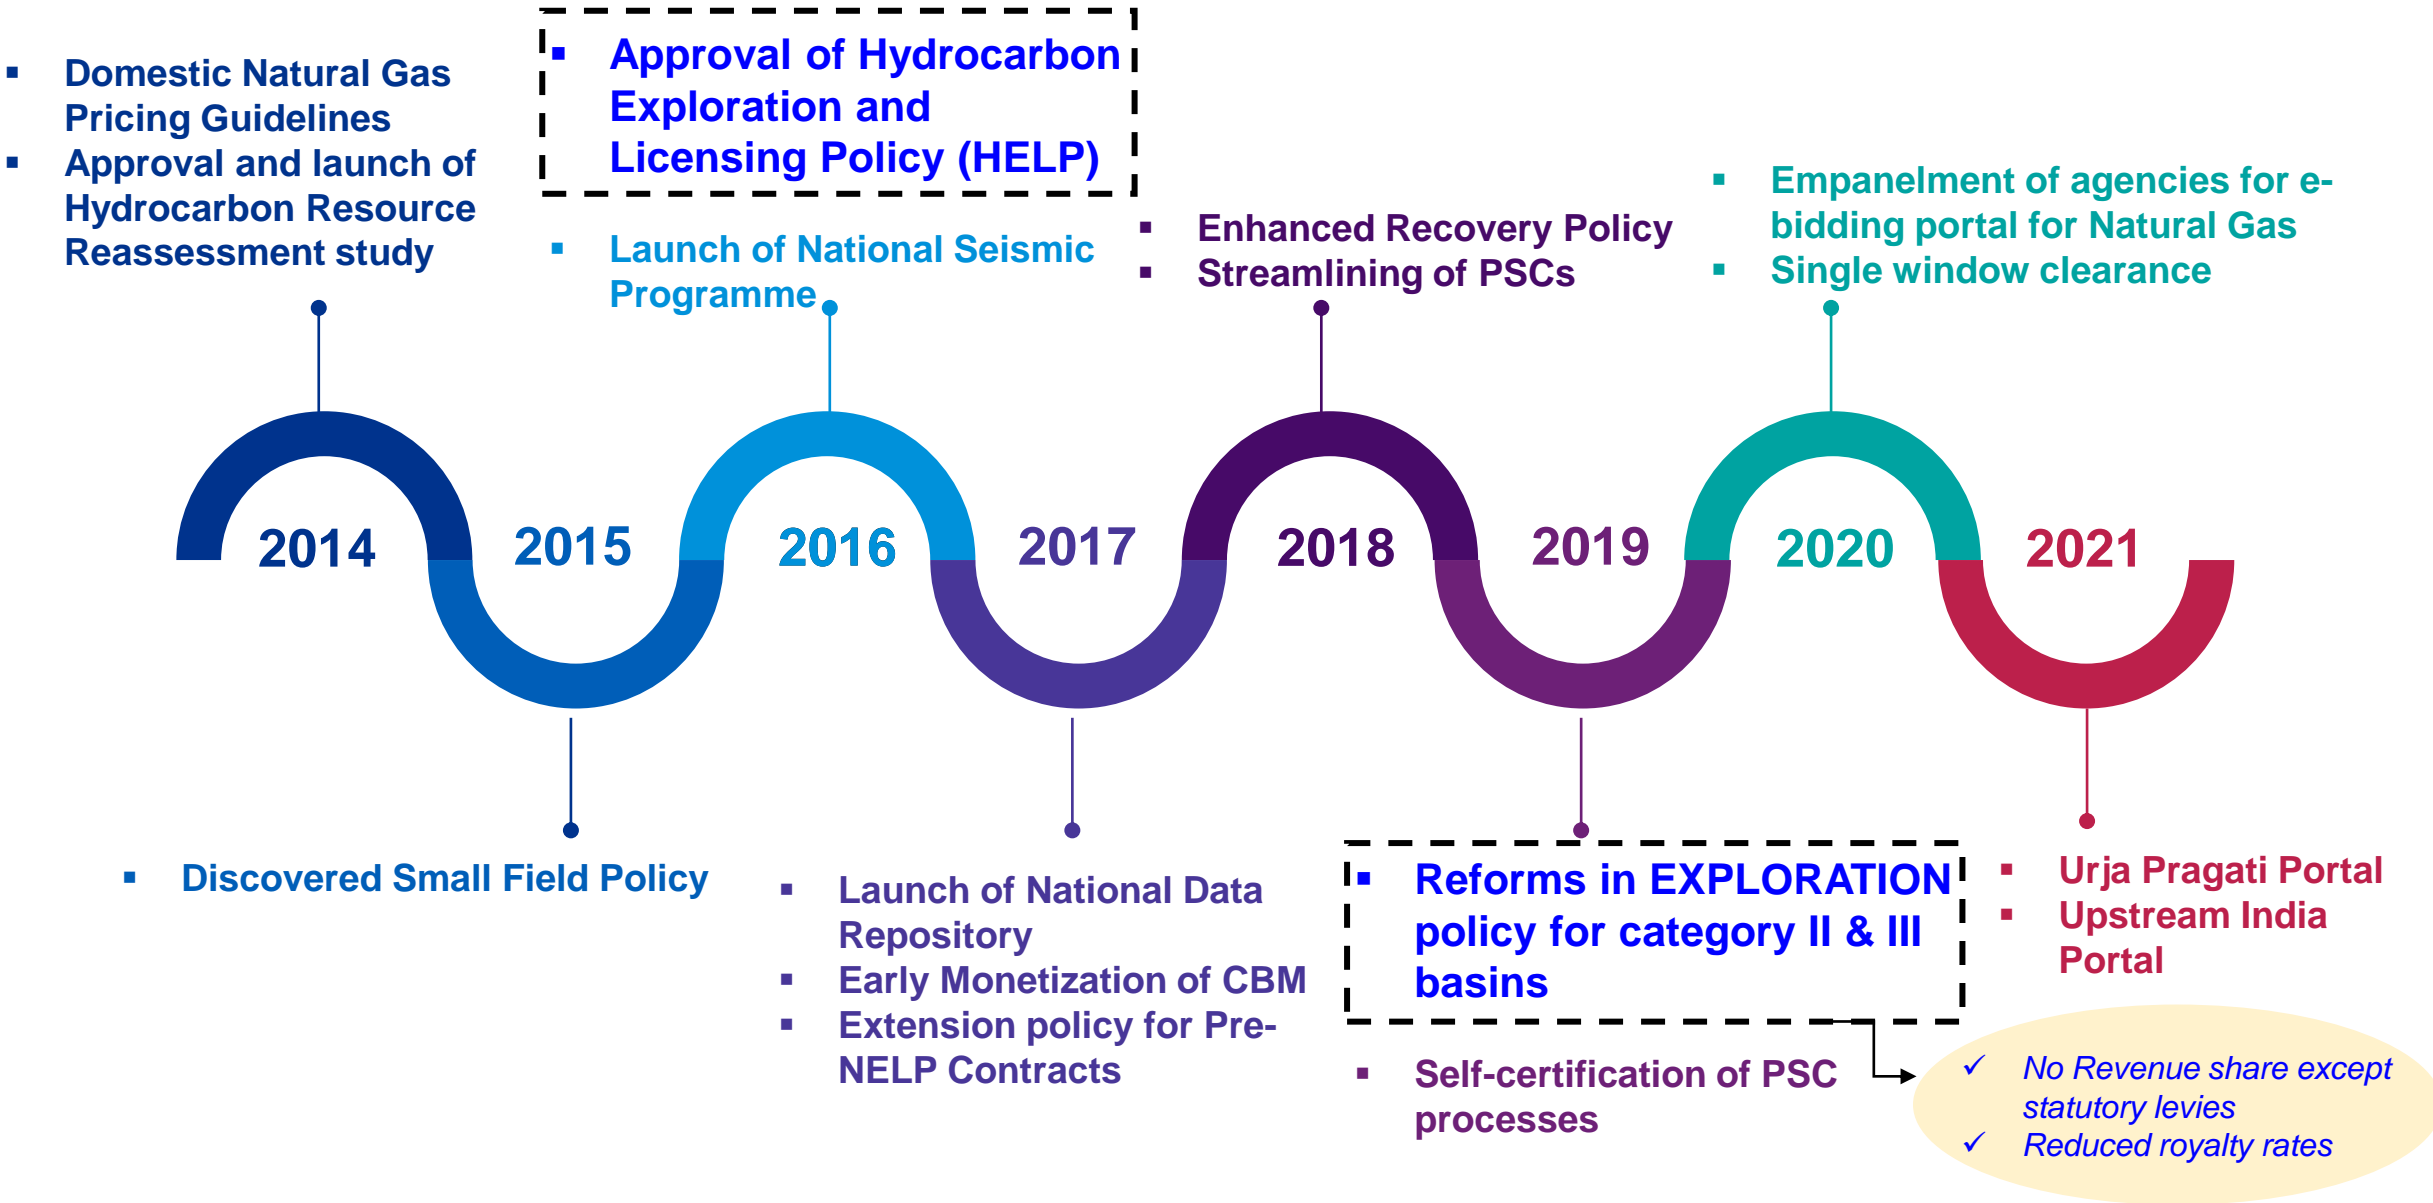 ▪ Domestic Natural Gas
Pricing Guidelines
▪ Approval and launch of
Hydrocarbon Resource
Reassessment study
▪ Approval of Hydrocarbon
Exploration and
Licensing Policy (HELP)
▪ Launch of National Seismic
Programme
▪ Enhanced Recovery Policy
▪ Streamlining of PSCs
▪ Empanelment of agencies for e-
bidding portal for Natural Gas
▪ Single window clearance
2014
2015
2016
2017
2018
2019
2020
2021
▪ Discovered Small Field Policy
▪ Launch of National Data
Repository
▪ Early Monetization of CBM
▪ Extension policy for Pre-
NELP Contracts
▪ Reforms in EXPLORATION
policy for category II & III
basins
▪ Self-certification of PSC
processes
▪ Urja Pragati Portal
▪ Upstream India
Portal
✓ No Revenue share except
statutory levies
✓ Reduced royalty rates